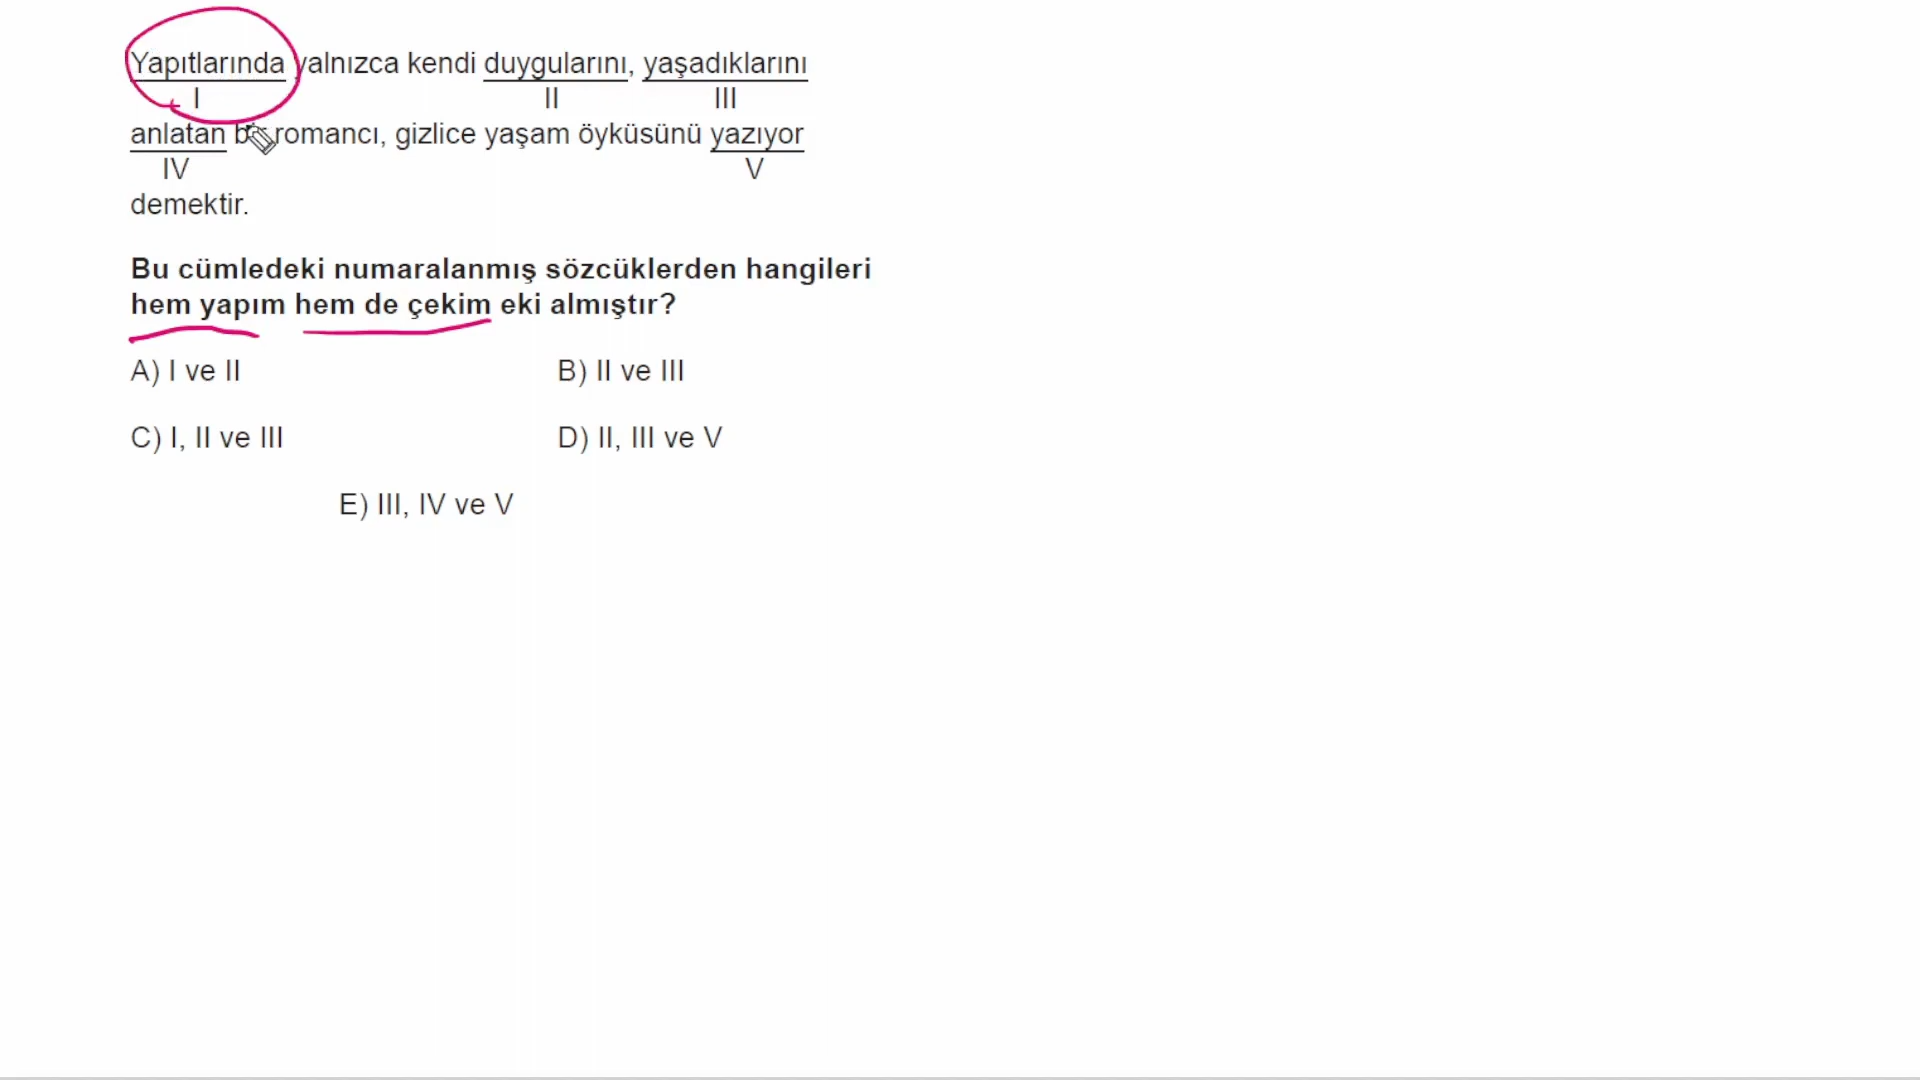 Yapıtlarında yalnızca kendi duygularını, yaşadıklarını
I II III
anlatan bir romancı, gizlice yaşam öyküsünü yazıyor
IV V
demektir.
Bu cümledeki numaralanmış sözcüklerden hangileri
hem yapım hem de çekim eki almıştır?
A) I ve II B) II ve III
C) I, II ve III D) II, III ve V
E) III, IV ve V